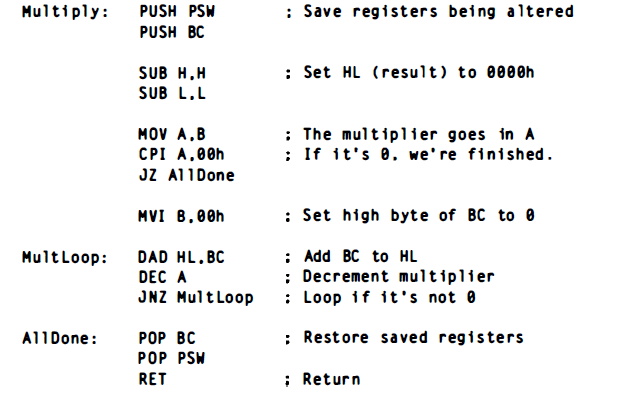 Multiply: PUSH PSW ; Save registers being altered
PUSH BC
SUB H,H ; Set HL (result) to 0000h
SUB L,L
MOV A,B ; The multiplier goes in A
CPI A,00h ; If it's 0, we're finished.
JZ AllDone
MVI B,00h ; Set high byte of BC to 0
MultLoop: DAD HL,BC ; Add BC to HL
DEC A ; Decrement multiplier
JNZ MultLoop ; Loop if it's not 0
AllDone: POP BC ; Restore saved registers
POP PSW
RET ; Return